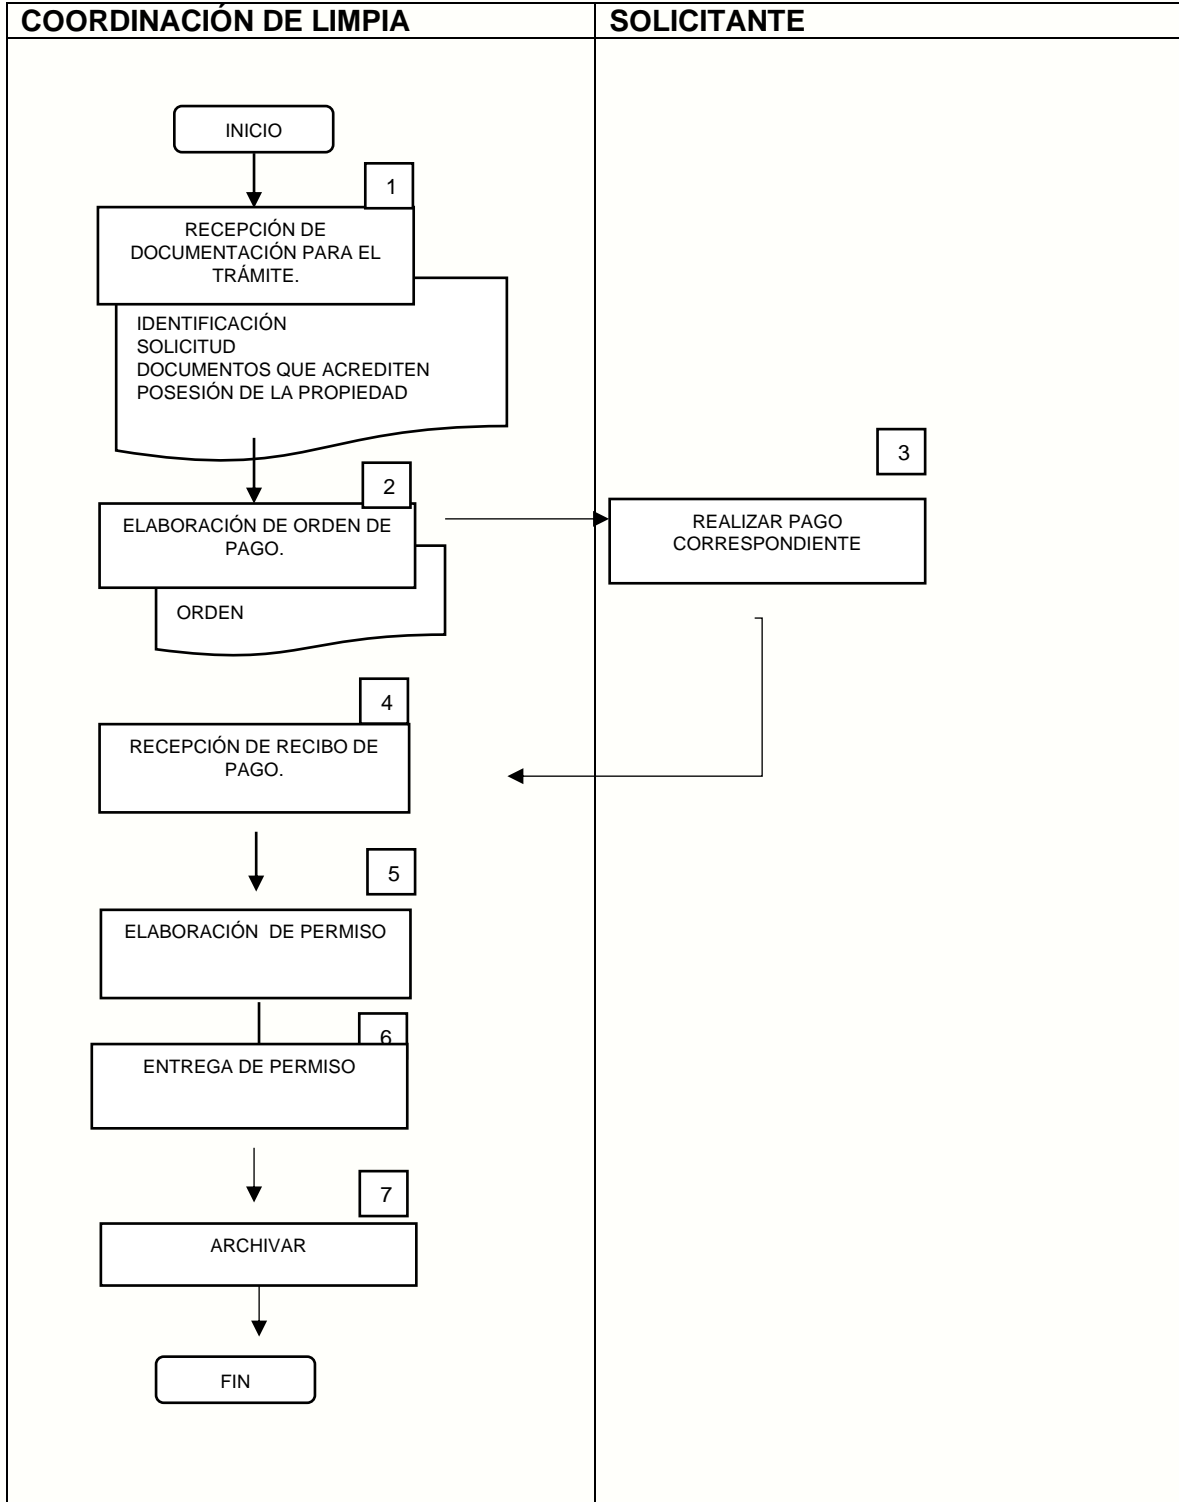 COORDINACIÓN DE LIMPIA
SOLICITANTE
INICIO
1
RECEPCIÓN DE
DOCUMENTACIÓN PARA EL
TRÁMITE.
IDENTIFICACIÓN
SOLICITUD
DOCUMENTOS QUE ACREDITEN
POSESIÓN DE LA PROPIEDAD
2
ELABORACIÓN DE ORDEN DE
PAGO.
ORDEN
3
REALIZAR PAGO
CORRESPONDIENTE
4
RECEPCIÓN DE RECIBO DE
PAGO.
5
ELABORACIÓN  DE PERMISO
6
ENTREGA DE PERMISO
7
ARCHIVAR
FIN